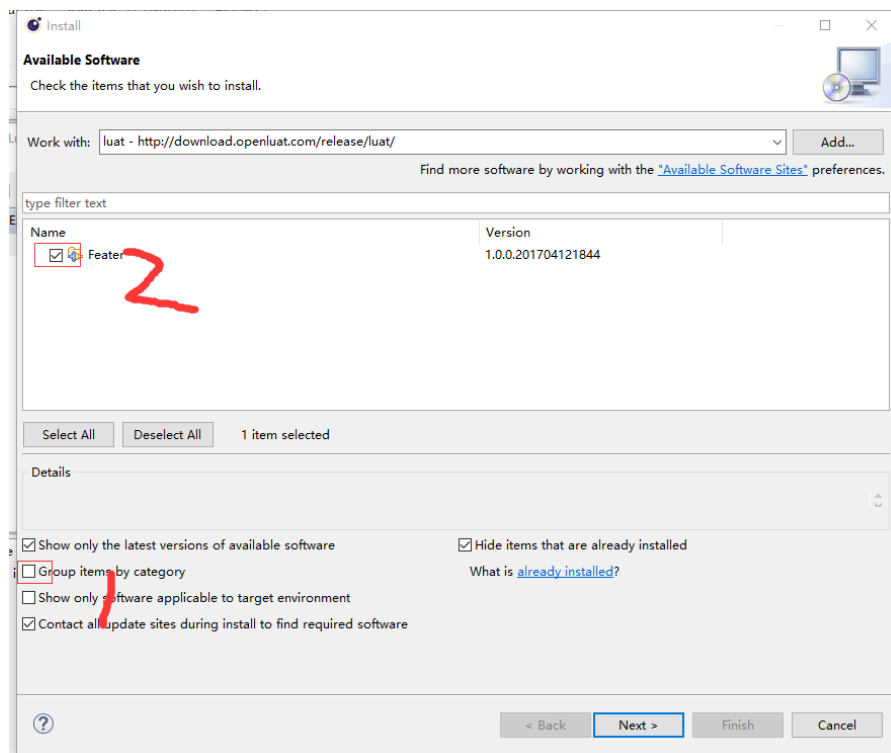 Install
Available Software
Check the items that you wish to install.
Work with: luat - http://download.openluat.com/release/luat/ Add...
Find more software by working with the "Available Software Sites" preferences.
type filter text
Name Version
Feater 1.0.0.201704121844
2
Select All Deselect All 1 item selected
Details
Show only the latest versions of available software Hide items that are already installed
Group items by category What is already installed?
1
Show only software applicable to target environment
Contact all update sites during install to find required software
? < Back Next > Finish Cancel